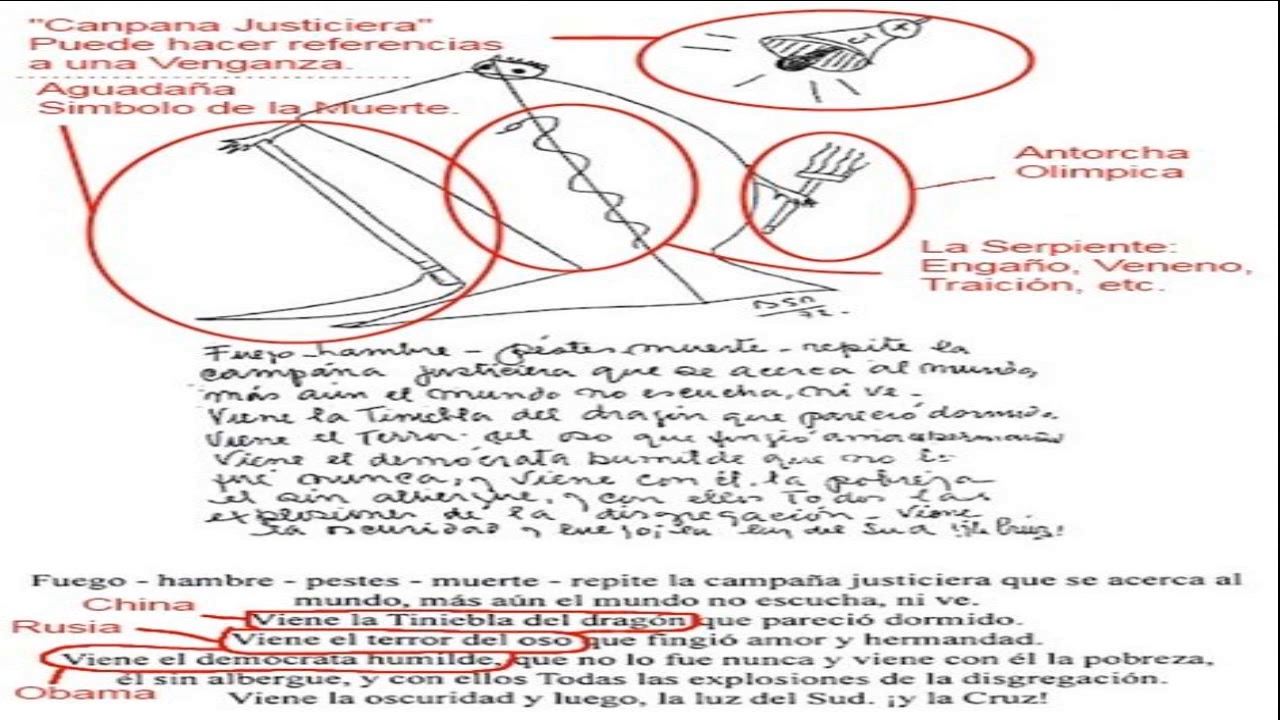 "Canpana Justiciera"
Puede hacer referencias
a una Venganza.
Aguadaña
Simbolo de la Muerte.
Antorcha
Olimpica
La Serpiente:
Engaño, Veneno,
Traición, etc.
BSP
72.
Fuego - hambre - péstes muerte - repite la
campána justiciera que se acerca al mundo,
más aún el mundo no escucha, ni ve.
Viene la Tiniebla del dragón que pareció dormido.
Viene el Terror del oso que fingió
Viene el demócrata humilde que no
fué nunca, y viene con él la pobreza
el sin albergue, y con ellos Todos las
explosiones de la disgregación - Viene
la oscuridad y luego, la luz del Sud ¡y la Cruz!
Fuego - hambre - pestes - muerte - repite la campaña justiciera que se acerca al
mundo, más aún el mundo no escucha, ni ve.
China
Viene la Tiniebla del dragón que pareció dormido.
Rusia
Viene el terror del oso que fingió amor y hermandad.
Viene el demócrata humilde, que no lo fue nunca y viene con él la pobreza,
él sin albergue, y con ellos Todas las explosiones de la disgregación.
Obama
Viene la oscuridad y luego, la luz del Sud. ¡y la Cruz!